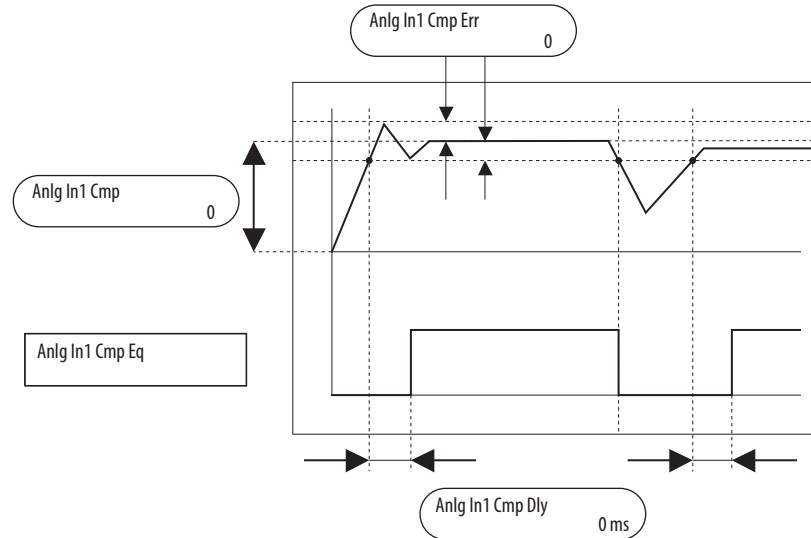 Anlg In1 Cmp Err
0
Anlg In1 Cmp
0
Anlg In1 Cmp Eq
Anlg In1 Cmp Dly
0 ms